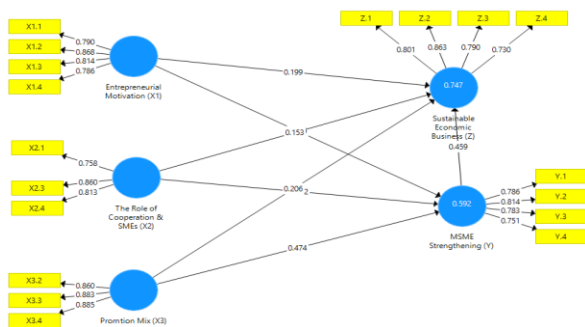 X1.1
X1.2
X1.3
X1.4
0.790
0.868
0.814
0.786
Entrepreneurial
Motivation (X1)
X2.1
X2.3
X2.4
0.758
0.860
0.813
The Role of
Cooperation &
SMEs (X2)
X3.2
X3.3
X3.4
0.860
0.883
0.885
Promtion Mix (X3)
0.199
0.153
0.206
0.474
0.459
Z.1
Z.2
Z.3
Z.4
0.801
0.863
0.790
0.730
0.747
Sustainable
Economic
Business (Z)
0.592
MSME
Strengthening (Y)
0.786
0.814
0.783
0.751
Y.1
Y.2
Y.3
Y.4